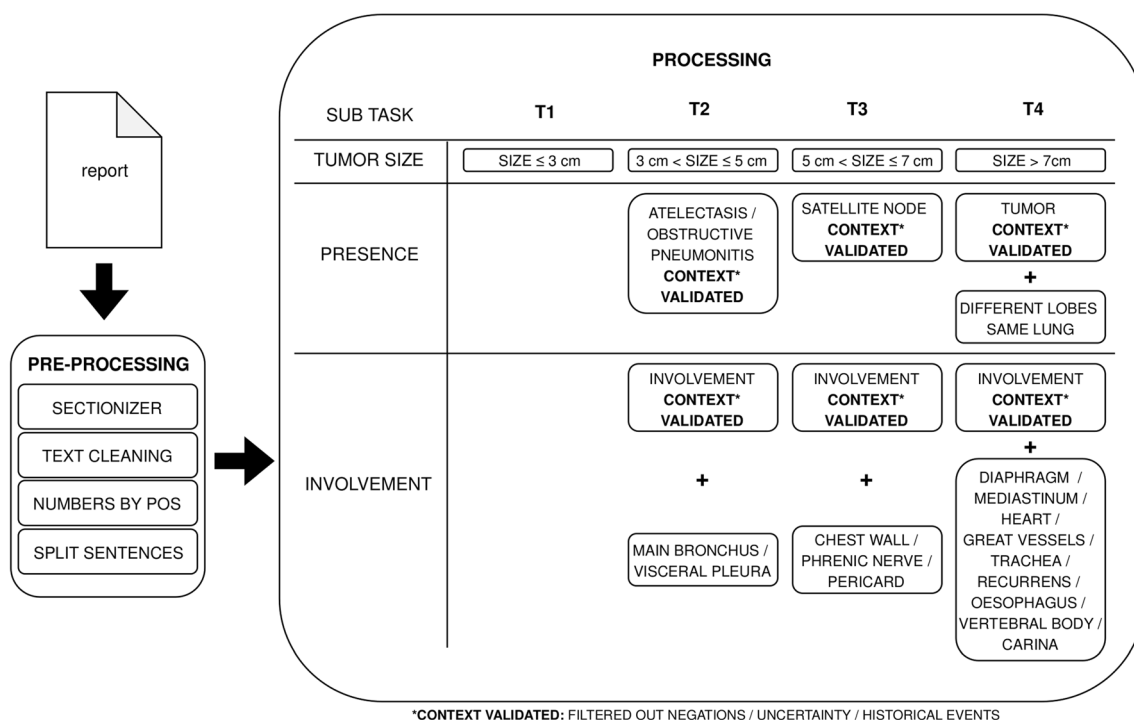 report
PRE-PROCESSING
SECTIONIZER
TEXT CLEANING
NUMBERS BY POS
SPLIT SENTENCES
PROCESSING
SUB TASK
T1
T2
T3
T4
TUMOR SIZE
SIZE ≤ 3 cm
3 cm < SIZE ≤ 5 cm
5 cm < SIZE ≤ 7 cm
SIZE > 7cm
PRESENCE
ATELECTASIS /
OBSTRUCTIVE
PNEUMONITIS
CONTEXT*
VALIDATED
SATELLITE NODE
CONTEXT*
VALIDATED
TUMOR
CONTEXT*
VALIDATED
+
DIFFERENT LOBES
SAME LUNG
INVOLVEMENT
INVOLVEMENT
CONTEXT*
VALIDATED
+
MAIN BRONCHUS /
VISCERAL PLEURA
INVOLVEMENT
CONTEXT*
VALIDATED
+
CHEST WALL /
PHRENIC NERVE /
PERICARD
INVOLVEMENT
CONTEXT*
VALIDATED
+
DIAPHRAGM /
MEDIASTINUM /
HEART /
GREAT VESSELS /
TRACHEA /
RECURRENS /
OESOPHAGUS /
VERTEBRAL BODY /
CARINA
*CONTEXT VALIDATED: FILTERED OUT NEGATIONS / UNCERTAINTY / HISTORICAL EVENTS